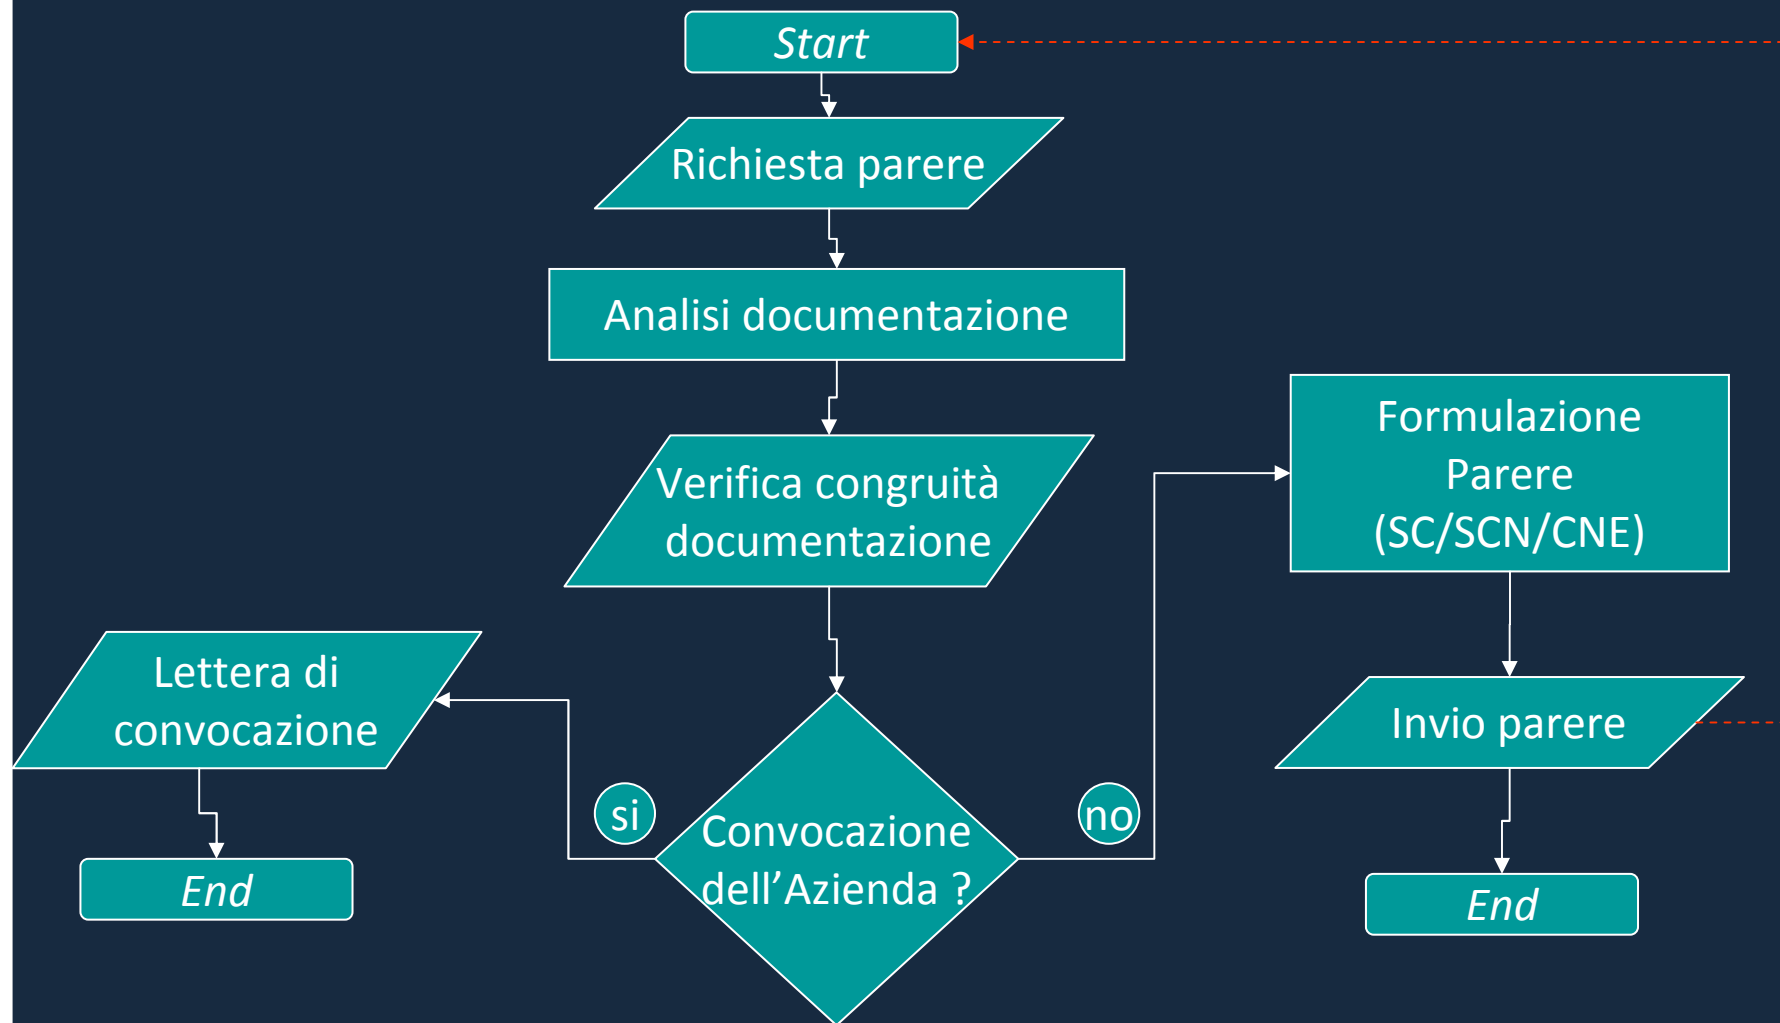 Start
Richiesta parere
Analisi documentazione
Verifica congruità
documentazione
Formulazione
Parere
(SC/SCN/CNE)
Lettera di
convocazione
Invio parere
si
no
Convocazione
dell’Azienda ?
End
End